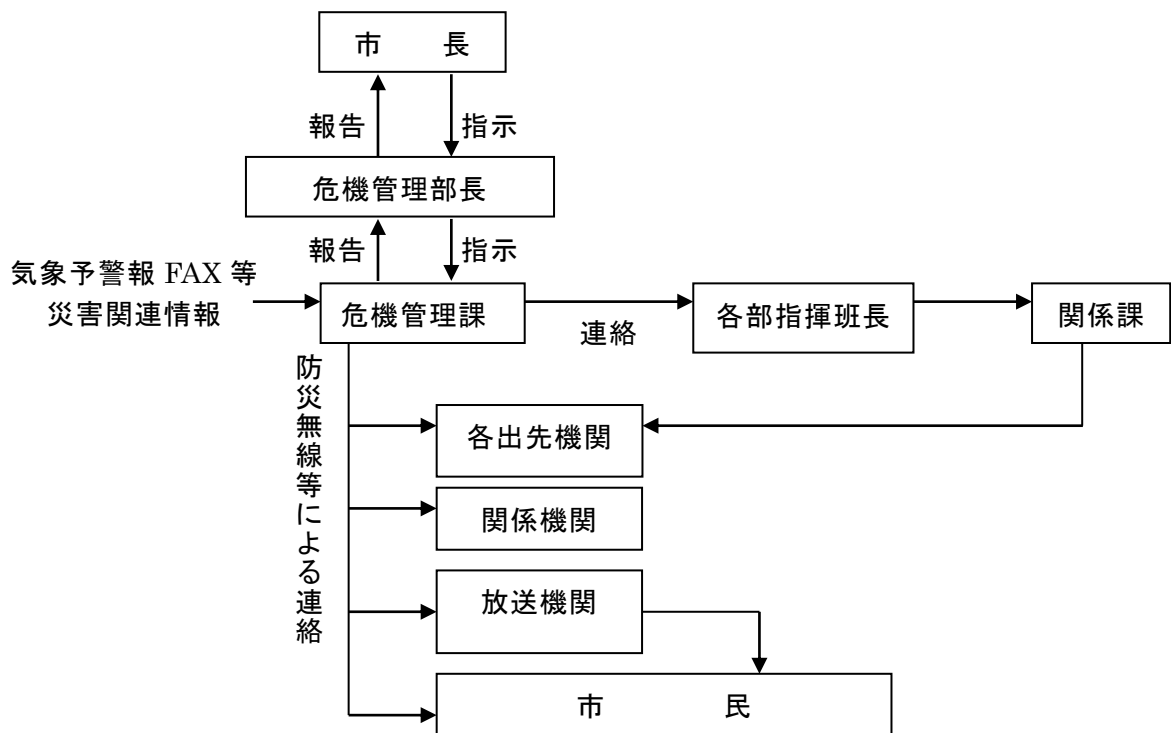 市　　長
報告
指示
危機管理部長
報告
指示
気象予警報 FAX 等
災害関連情報
危機管理課
連絡
各部指揮班長
関係課
防災無線等による連絡
各出先機関
関係機関
放送機関
市　　　民